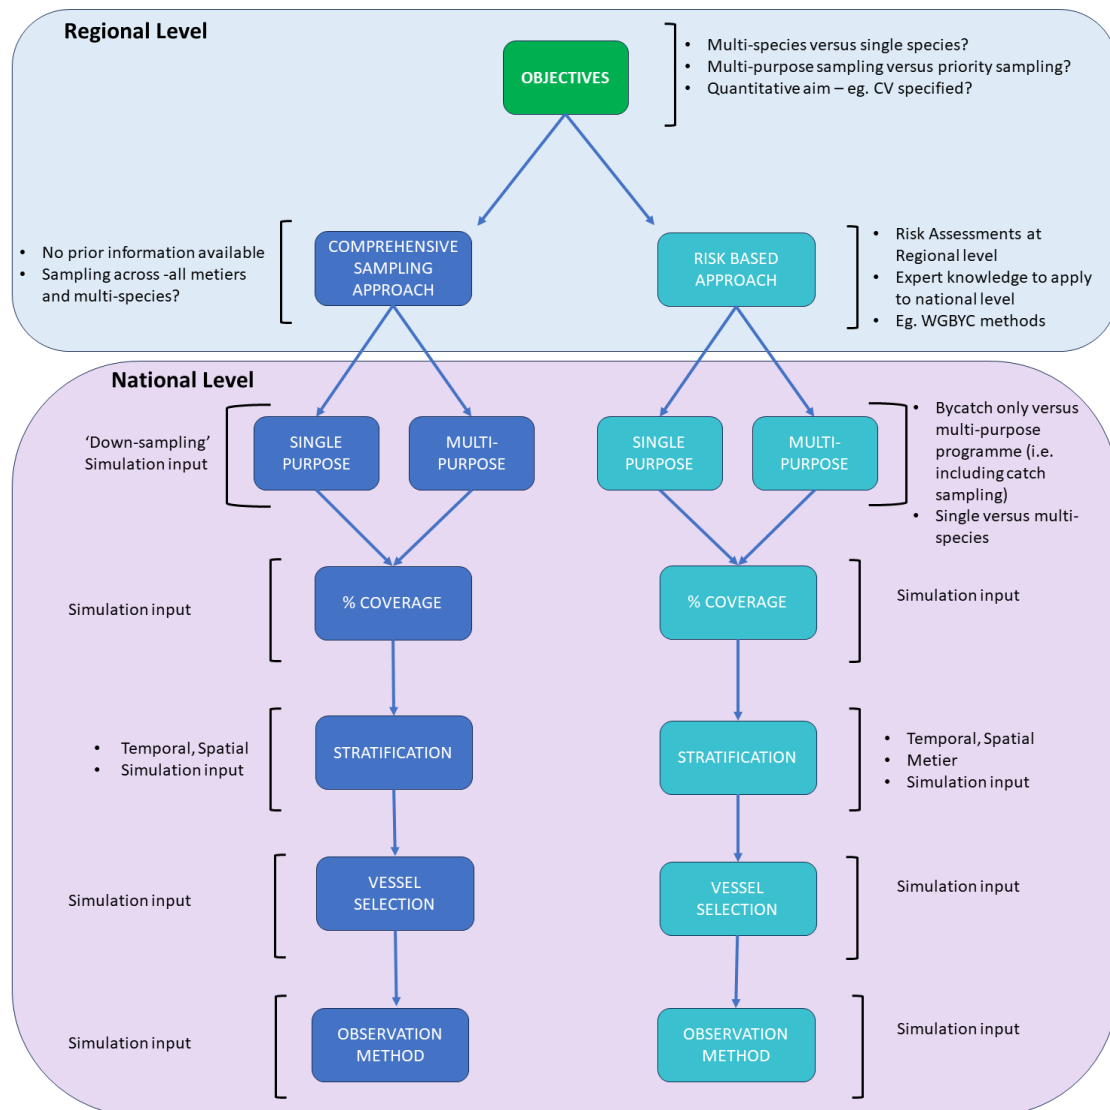 Regional Level
OBJECTIVES
• Multi-species versus single species?
• Multi-purpose sampling versus priority sampling?
• Quantitative aim – eg. CV specified?
• No prior information available
• Sampling across -all metiers
and multi-species?
COMPREHENSIVE
SAMPLING
APPROACH
RISK BASED
APPROACH
• Risk Assessments at
Regional level
• Expert knowledge to apply
to national level
• Eg. WGBYC methods
National Level
‘Down-sampling’
Simulation input
SINGLE
PURPOSE
MULTI-
PURPOSE
SINGLE
PURPOSE
MULTI-
PURPOSE
• Bycatch only versus
multi-purpose
programme (i.e.
including catch
sampling)
• Single versus multi-
species
Simulation input
% COVERAGE
% COVERAGE
Simulation input
• Temporal, Spatial
• Simulation input
STRATIFICATION
STRATIFICATION
• Temporal, Spatial
• Metier
• Simulation input
Simulation input
VESSEL
SELECTION
VESSEL
SELECTION
Simulation input
Simulation input
OBSERVATION
METHOD
OBSERVATION
METHOD
Simulation input